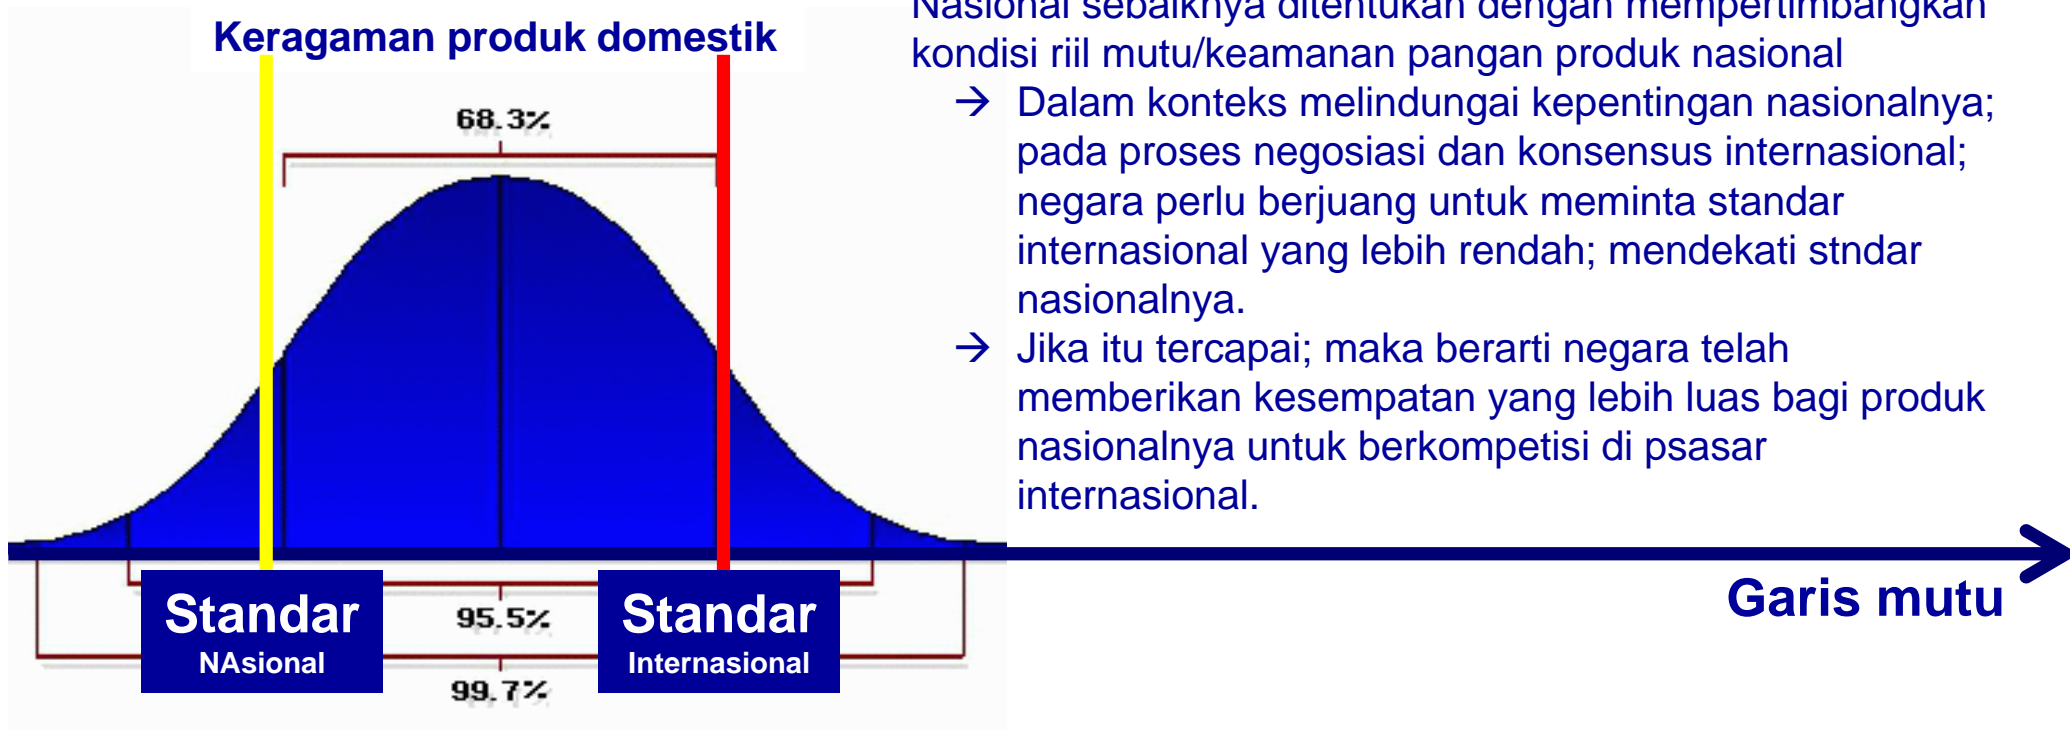 Keragaman produk domestik
68.3%
Standar
NAsional
95.5%
99.7%
Standar
Internasional
Nasional sebaiknya ditentukan dengan mempertimbangkan
kondisi riil mutu/keamanan pangan produk nasional
→ Dalam konteks melindungai kepentingan nasionalnya;
pada proses negosiasi dan konsensus internasional;
negara perlu berjuang untuk meminta standar
internasional yang lebih rendah; mendekati stndar
nasionalnya.
→ Jika itu tercapai; maka berarti negara telah
memberikan kesempatan yang lebih luas bagi produk
nasionalnya untuk berkompetisi di psasar
internasional.
Garis mutu